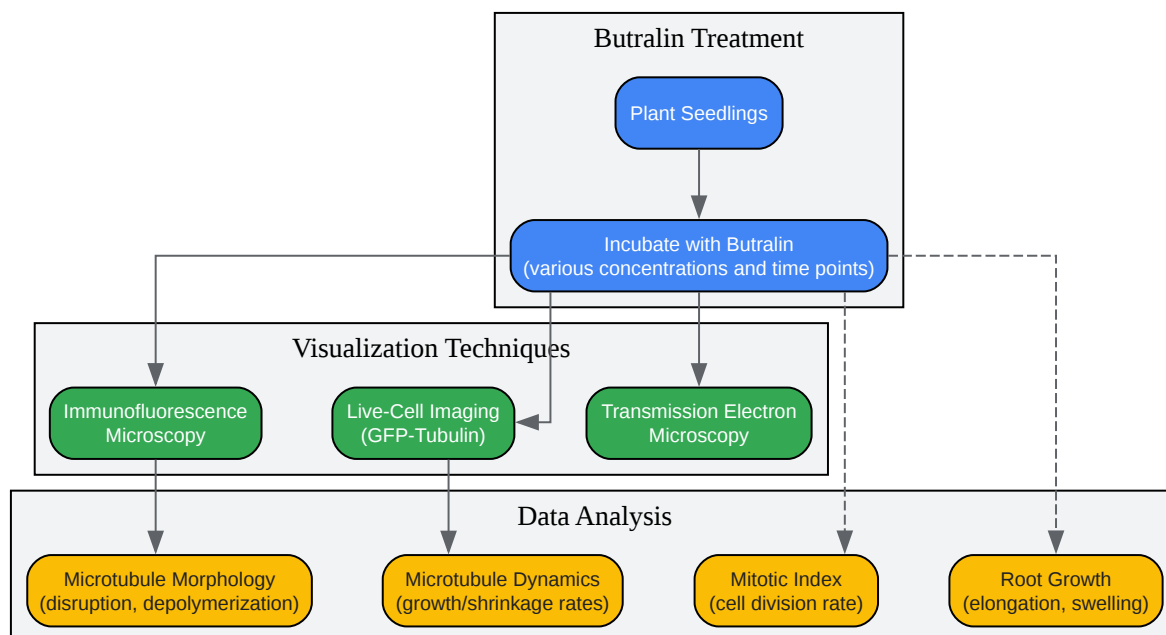 Butralin Treatment
Plant Seedlings
Incubate with Butralin
(various concentrations and time points)
Visualization Techniques
Immunofluorescence
Microscopy
Live-Cell Imaging
(GFP-Tubulin)
Transmission Electron
Microscopy
Data Analysis
Microtubule Morphology
(disruption, depolymerization)
Microtubule Dynamics
(growth/shrinkage rates)
Mitotic Index
(cell division rate)
Root Growth
(elongation, swelling)